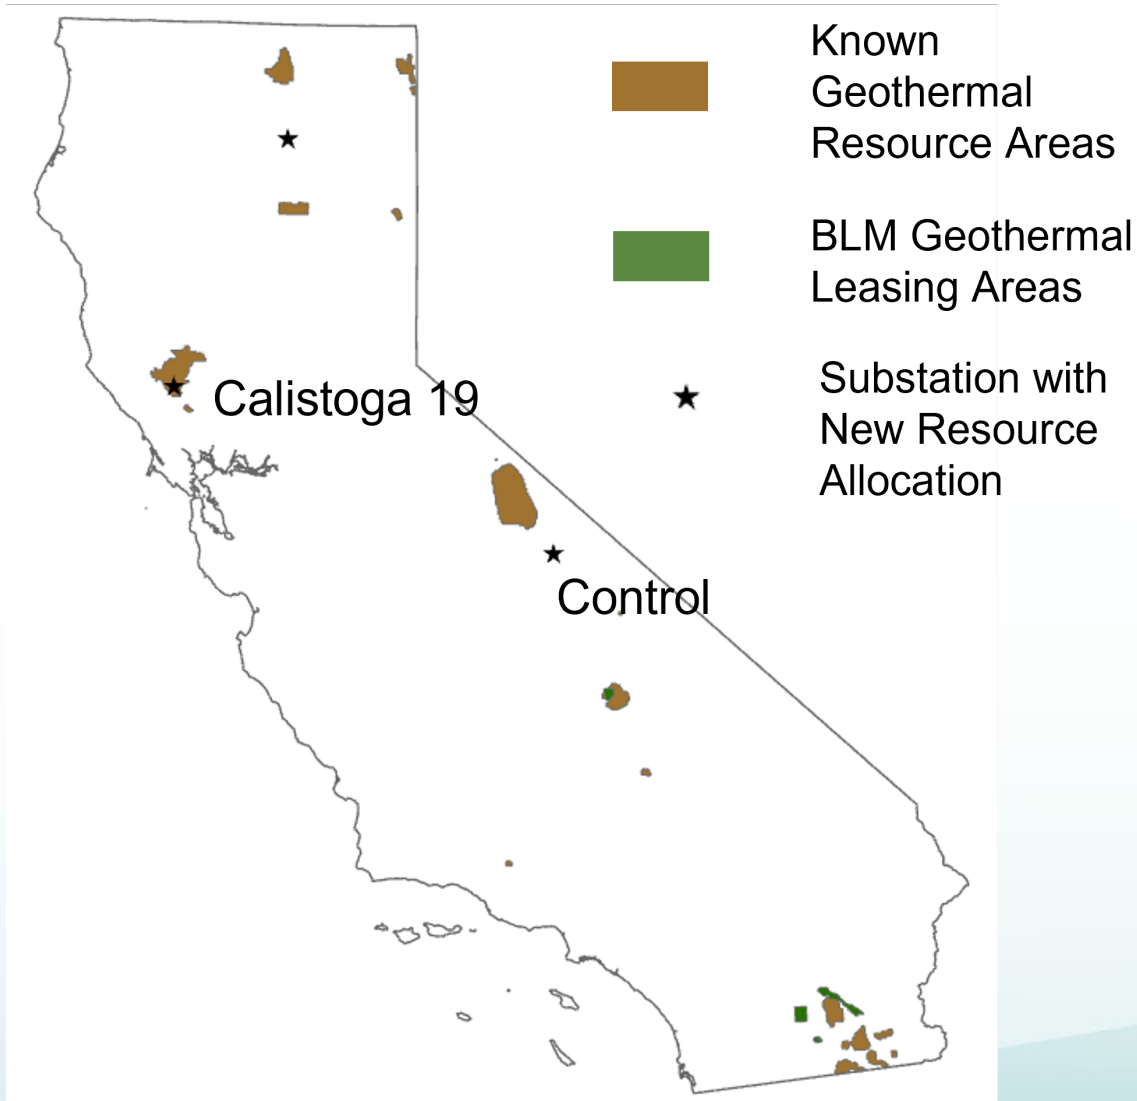 Known
Geothermal
Resource Areas
BLM Geothermal
Leasing Areas
Substation with
New Resource
Allocation
Calistoga 19
Control